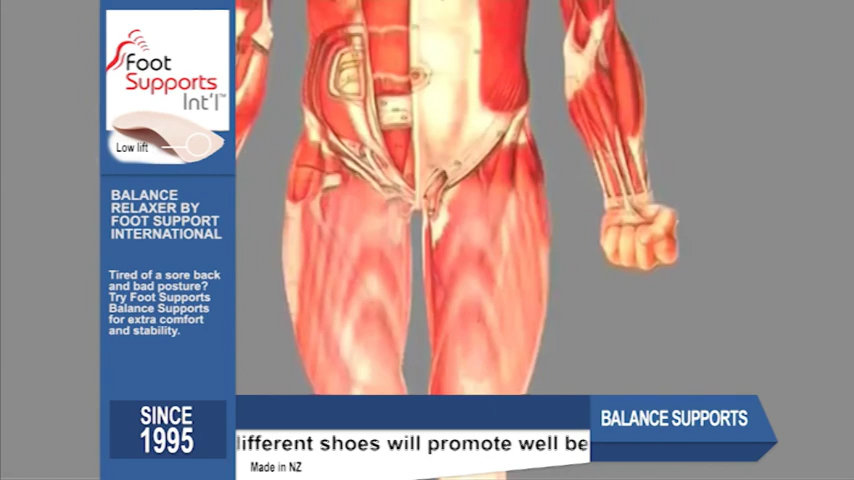 Foot
Supports
Int'l™
Low lift
BALANCE
RELAXER BY
FOOT SUPPORT
INTERNATIONAL
Tired of a sore back
and bad posture?
Try Foot Supports
Balance Supports
for extra comfort
and stability.
SINCE
1995
BALANCE SUPPORTS
shoes will promote well
Made in NZ